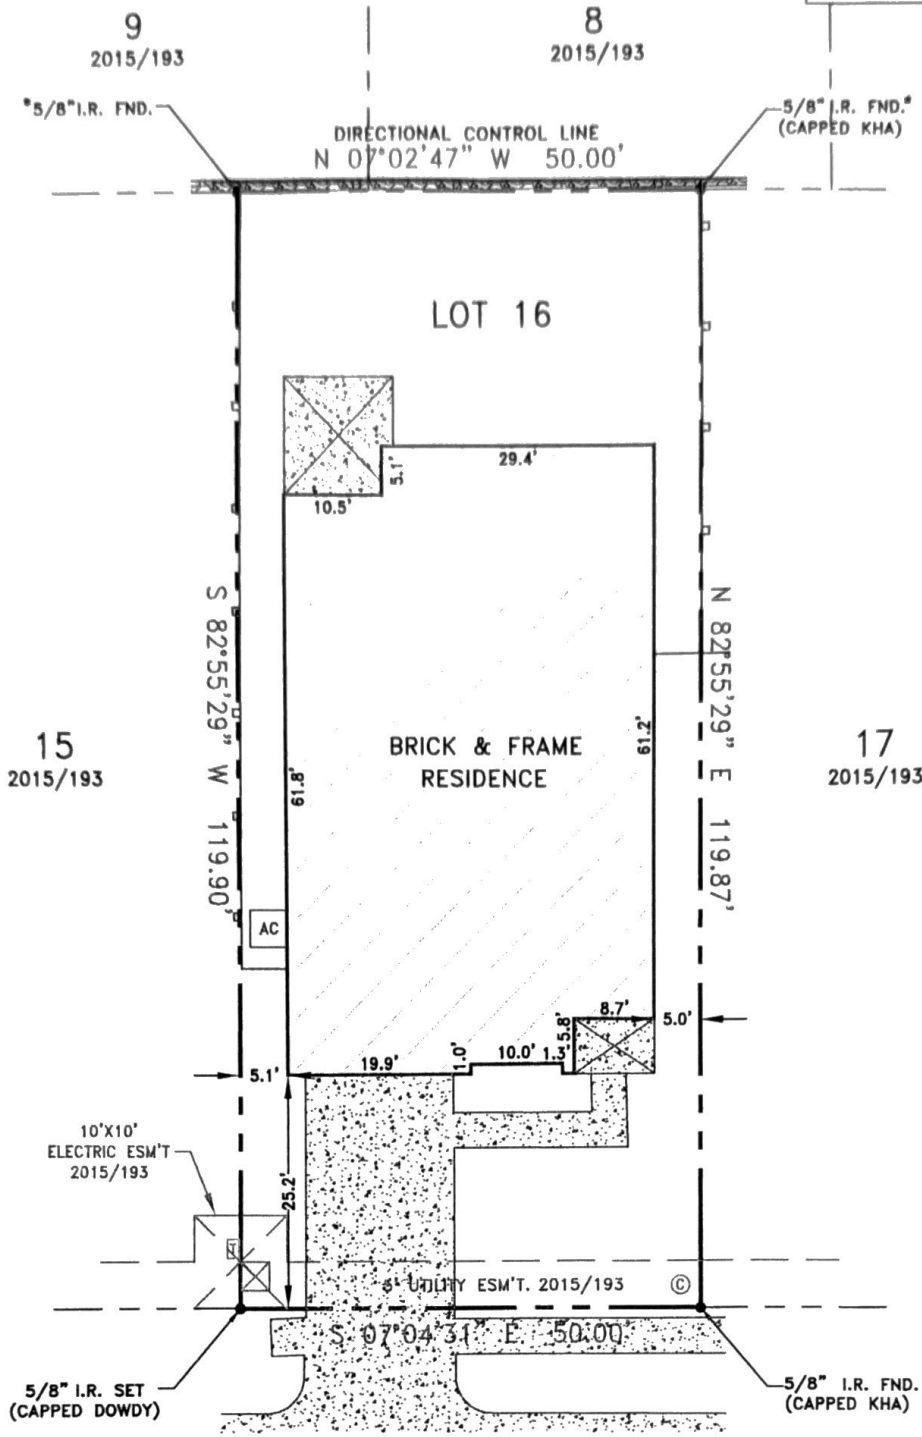 9
2015/193
8
2015/193
*5/8" I.R. FND.
5/8" I.R. FND.*
(CAPPED KHA)
DIRECTIONAL CONTROL LINE
N 07°02'47" W 50.00'
LOT 16
29.4'
5.1'
10.5'
S 82°55'29" W 119.90'
N 82°55'29" E 119.87'
15
2015/193
17
2015/193
BRICK & FRAME
RESIDENCE
61.8'
61.2'
AC
8.7'
5.0'
5.8'
19.9'
1.0'
10.0'
1.3'
5.1'
10'X10'
ELECTRIC ESM'T
2015/193
25.2'
T
UTILITY ESM'T. 2015/193
©
S 07°04'31" E 50.00'
5/8" I.R. SET
(CAPPED DOWDY)
5/8" I.R. FND.
(CAPPED KHA)